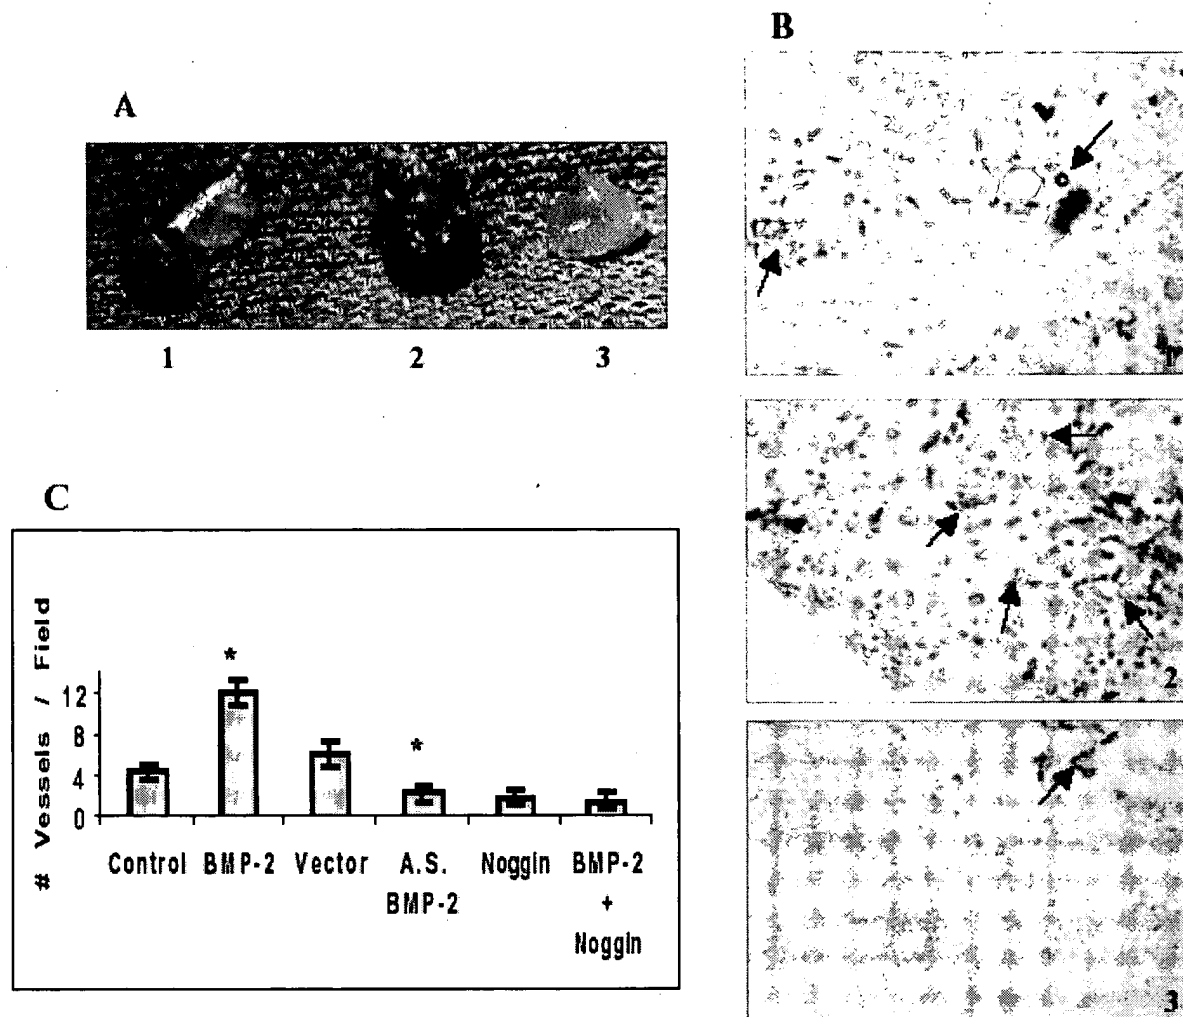 B
A
1
2
3
1
2
3
C
# Vessels / Field
12
8
4
0
*
*
Control BMP-2 Vector A.S. Noggin BMP-2
BMP-2 +
Noggin